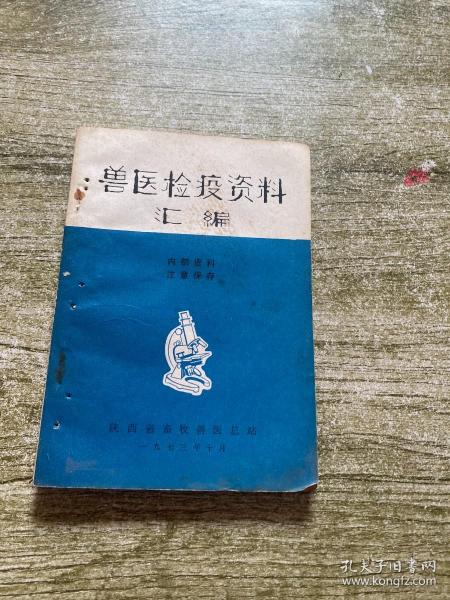 兽医检疫资料
汇编
内部资料
注意保存
陕西省畜牧兽医总站
一九七三年十月
孔夫子旧书网
www.kongfz.com